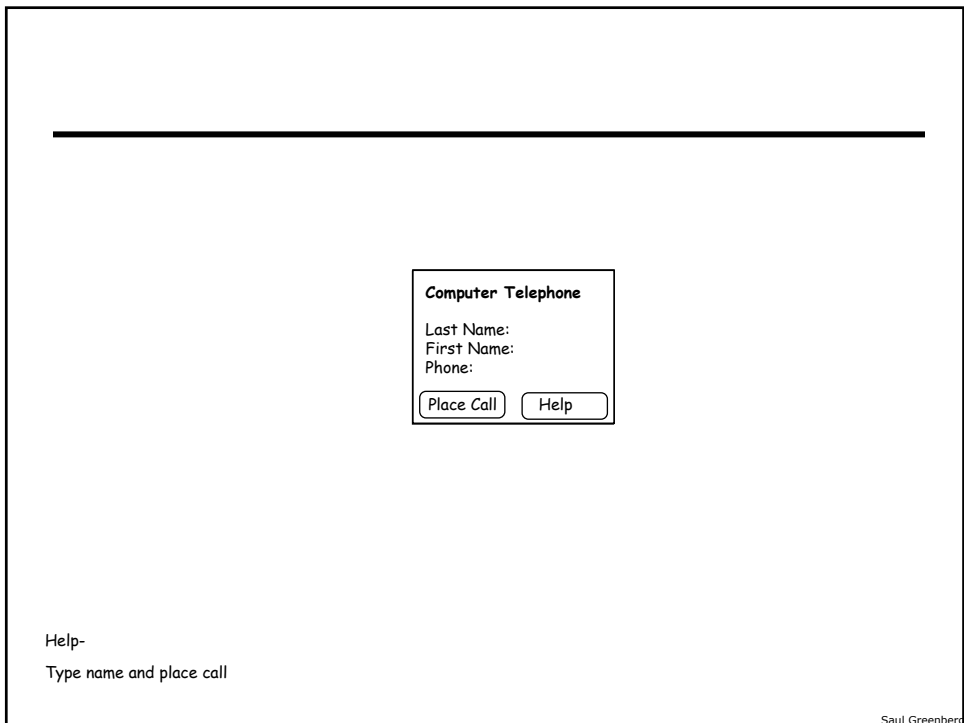 Computer Telephone
Last Name:
First Name:
Phone:
Place Call Help
Help-
Type name and place call
Saul Greenberg